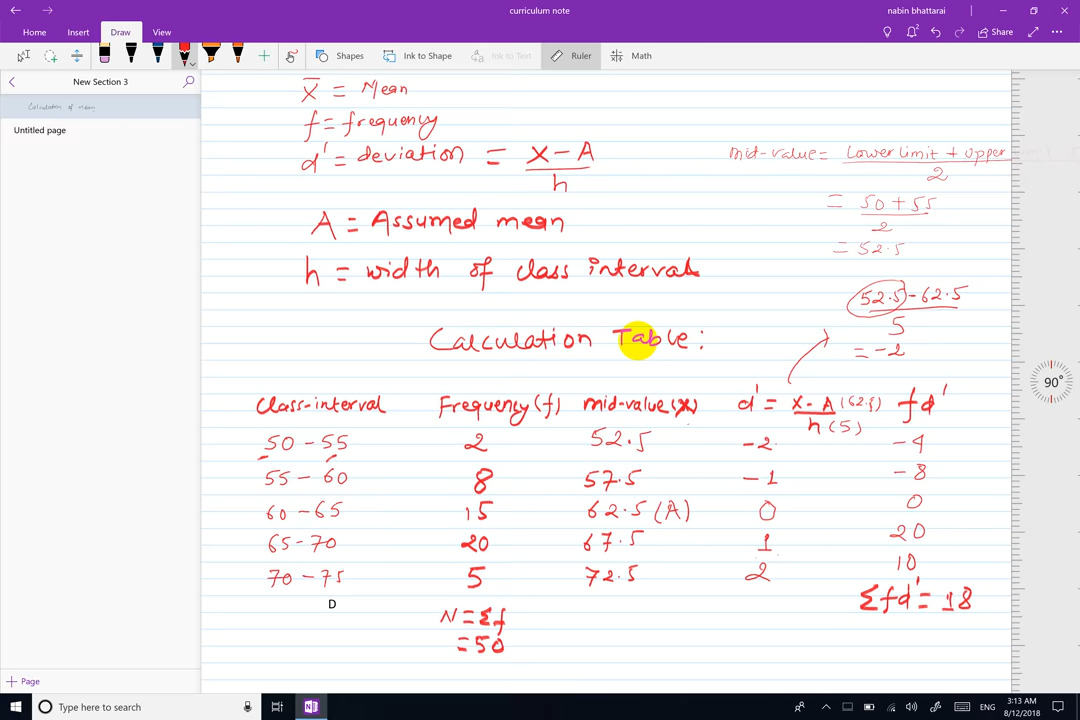 curriculum note
nabin bhattarai
Home Insert Draw View
Share
Shapes Ink to Shape Ink to Text Ruler Math
New Section 3
Calculation of mean
Untitled page
X̄ = Mean
f = frequency
d' = deviation = X - A / h
A = Assumed mean
h = width of class interval
mid-value = Lower limit + Upper / 2
= 50 + 55 / 2
= 52.5
52.5 - 62.5 / 5
= -2
Calculation Table:
class-interval Frequency (f) mid-value (x) d' = X - A (62.5) / h (5) fd'
50 - 55 2 52.5 -2 -4
55 - 60 8 57.5 -1 -8
60 - 65 15 62.5 (A) 0 0
65 - 70 20 67.5 1 20
70 - 75 5 72.5 2 10
D
N = Σf
= 50
Σfd' = 18
90°
Page
Type here to search
ENG
3:13 AM
8/12/2018